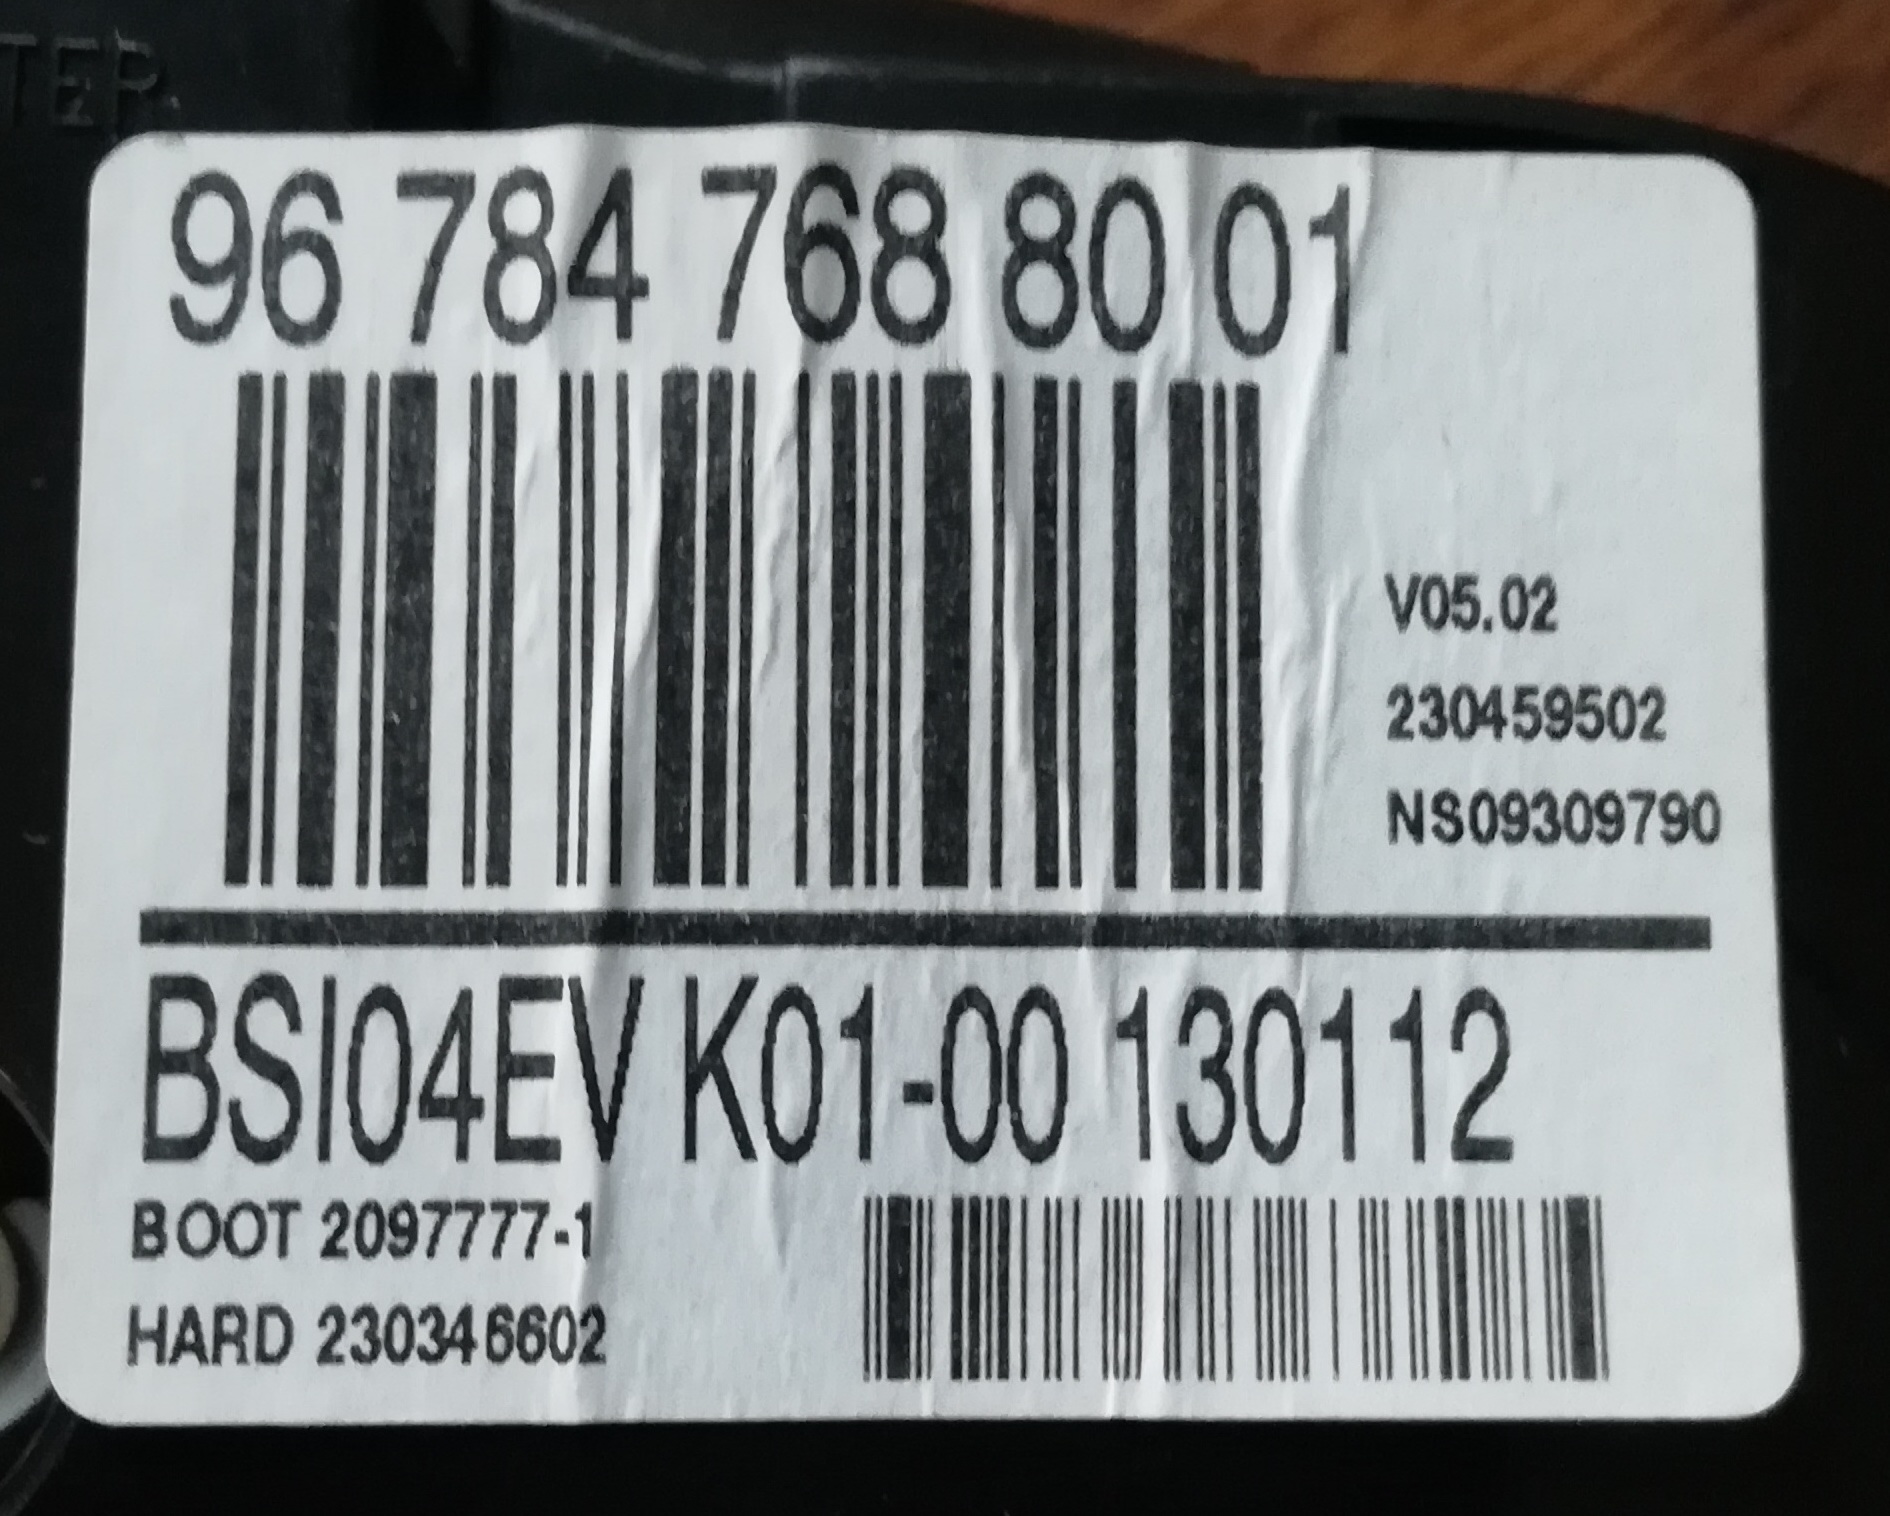 96 784 768 80 01
V05.02
230459502
NS09309790
BSI04EV K01-00 130112
BOOT 2097777-1
HARD 230346602